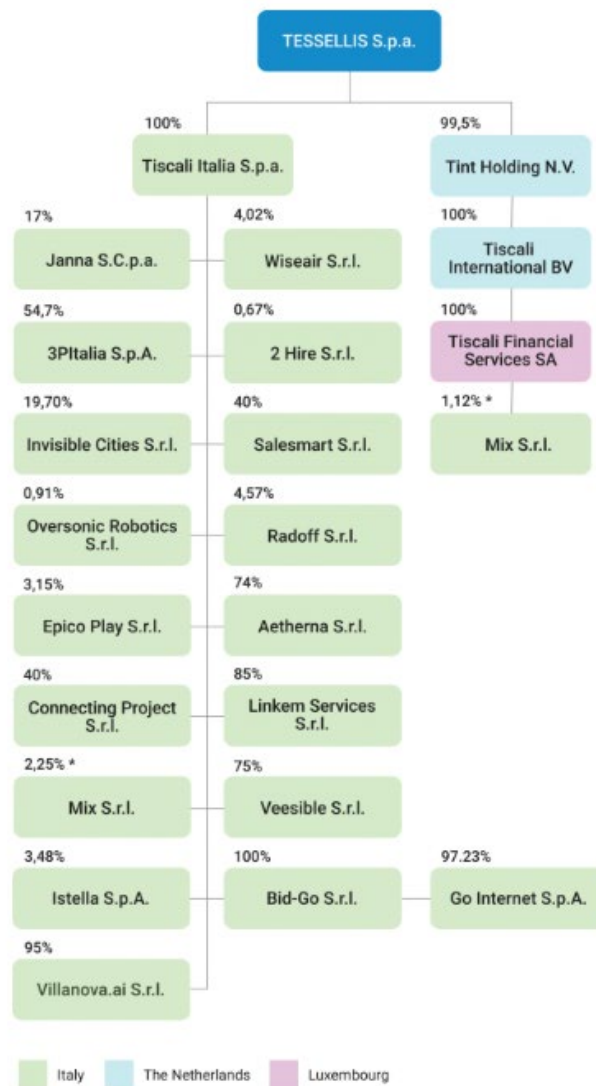 TESSELLIS S.p.a.
100%
99,5%
Tiscali Italia S.p.a.
Tint Holding N.V.
17%
4,02%
100%
Janna S.C.p.a.
Wiseair S.r.l.
Tiscali
International BV
54,7%
0,67%
100%
3PItalia S.p.A.
2 Hire S.r.l.
Tiscali Financial
Services SA
19,70%
40%
1,12% *
Invisible Cities S.r.l.
Salesmart S.r.l.
Mix S.r.l.
0,91%
4,57%
Oversonic Robotics
S.r.l.
Radoff S.r.l.
3,15%
74%
Epico Play S.r.l.
Aetherna S.r.l.
40%
85%
Connecting Project
S.r.l.
Linkem Services
S.r.l.
2,25% *
75%
Mix S.r.l.
Veesible S.r.l.
3,48%
100%
97.23%
Istella S.p.A.
Bid-Go S.r.l.
Go Internet S.p.A.
95%
Villanova.ai S.r.l.
Italy
The Netherlands
Luxembourg